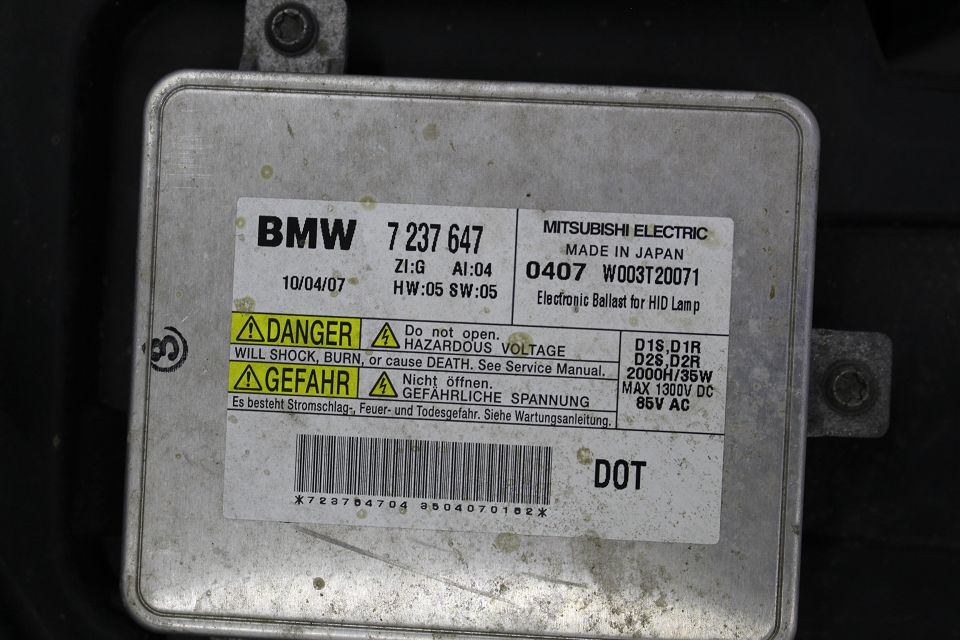 BMW 7 237 647
ZI:G AI:04
10/04/07
HW:05 SW:05
MITSUBISHI ELECTRIC
MADE IN JAPAN
0407 W003T20071
Electronic Ballast for HID Lamp
DANGER
Do not open.
HAZARDOUS VOLTAGE
WILL SHOCK, BURN, or cause DEATH. See Service Manual.
GEFAHR
Nicht öffnen.
GEFÄHRLICHE SPANNUNG
Es besteht Stromschlag-, Feuer- und Todesgefahr. Siehe Wartungsanleitung.
D1S,D1R
D2S,D2R
2000H/35W
MAX 1300V DC
85V AC
*723764704 3504070162*
DOT
8